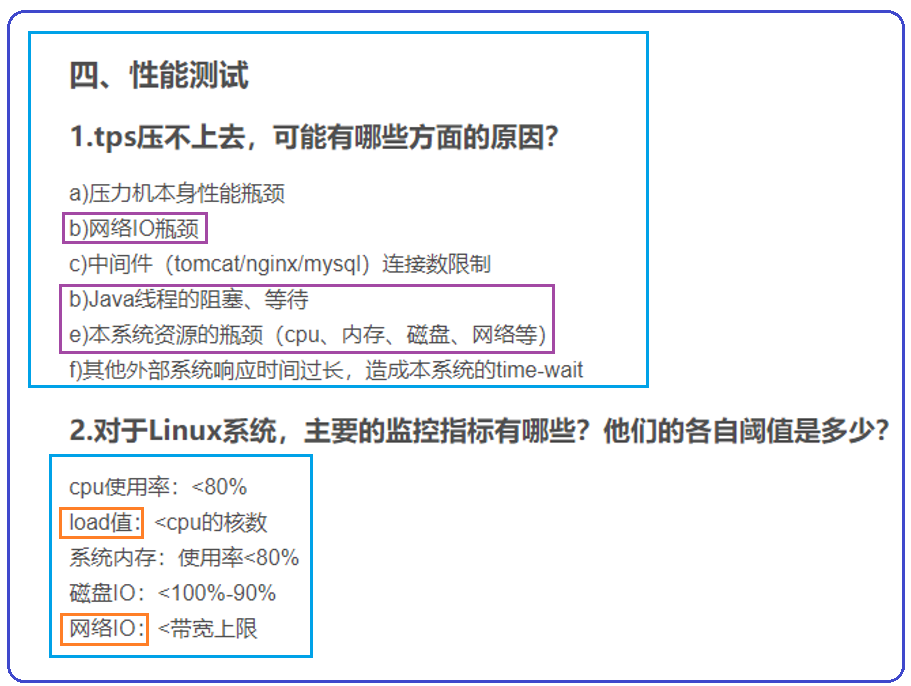 四、性能测试
1.tps压不上去，可能有哪些方面的原因？
a)压力机本身性能瓶颈
b)网络IO瓶颈
c)中间件（tomcat/nginx/mysql）连接数限制
b)Java线程的阻塞、等待
e)本系统资源的瓶颈（cpu、内存、磁盘、网络等）
f)其他外部系统响应时间过长，造成本系统的time-wait
2.对于Linux系统，主要的监控指标有哪些？他们的各自阈值是多少？
cpu使用率：<80%
load值：<cpu的核数
系统内存：使用率<80%
磁盘IO：<100%-90%
网络IO：<带宽上限